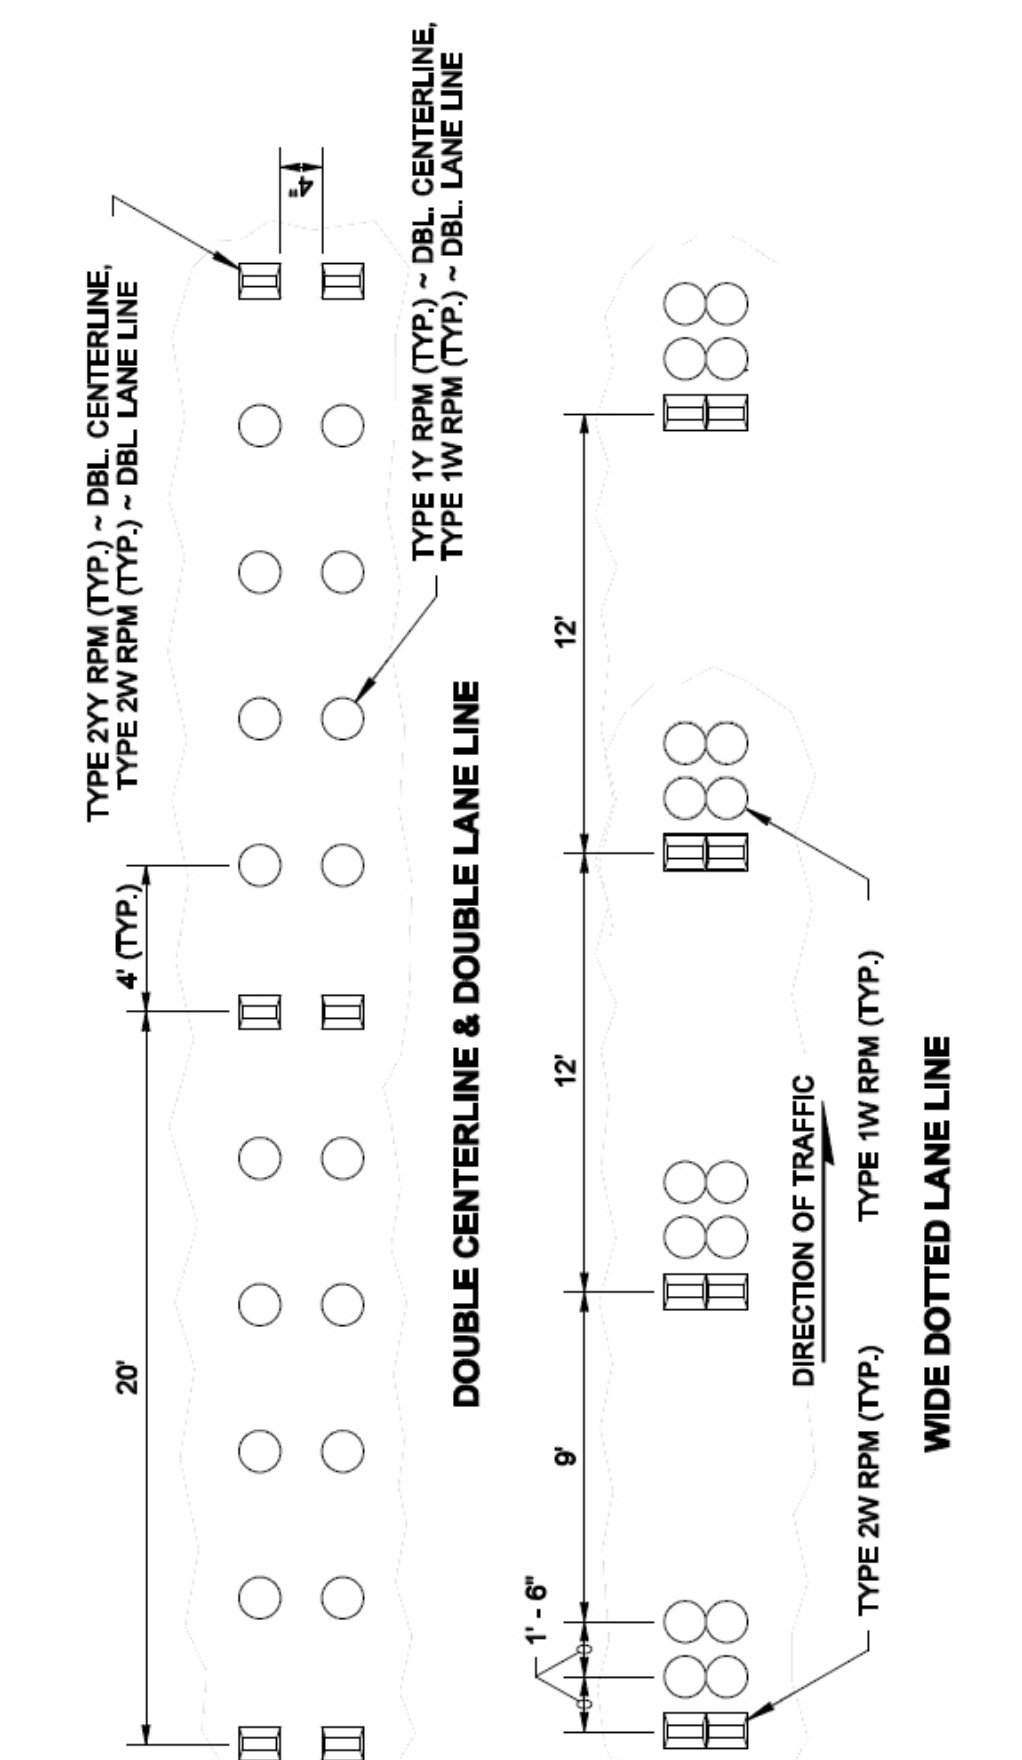 TYPE 2YY RPM (TYP.) ~ DBL. CENTERLINE,
TYPE 2W RPM (TYP.) ~ DBL. LANE LINE
4"
TYPE 1Y RPM (TYP.) ~ DBL. CENTERLINE,
TYPE 1W RPM (TYP.) ~ DBL. LANE LINE
4' (TYP.)
20'
DOUBLE CENTERLINE & DOUBLE LANE LINE
12'
12'
9'
1' - 6"
DIRECTION OF TRAFFIC
TYPE 1W RPM (TYP.)
TYPE 2W RPM (TYP.)
WIDE DOTTED LANE LINE